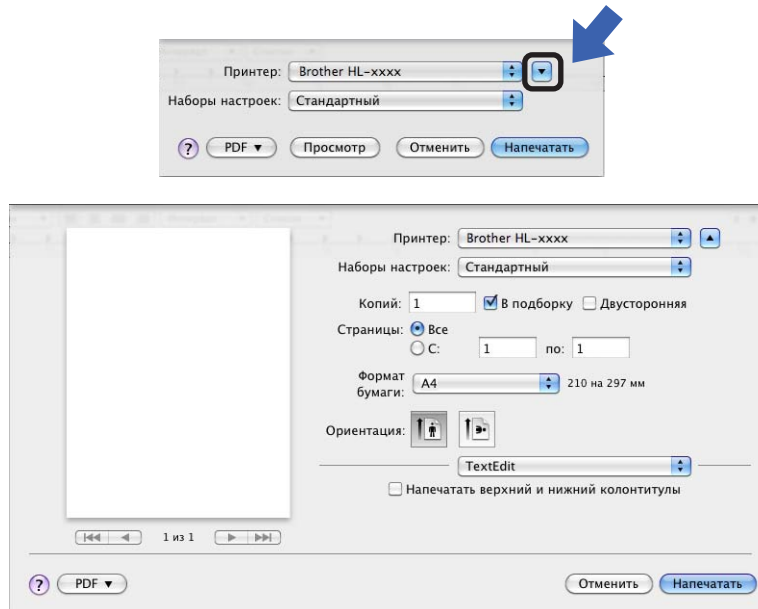 Принтер: Brother HL-xxxx
Наборы настроек: Стандартный
? PDF ▼ Просмотр Отменить Напечатать
Принтер: Brother HL-xxxx
Наборы настроек: Стандартный
Копий: 1 В подборку Двусторонняя
Страницы: Все
С: 1 по: 1
Формат бумаги: A4 210 на 297 мм
Ориентация:
TextEdit
Напечатать верхний и нижний колонтитулы
1 из 1
? PDF ▼ Отменить Напечатать